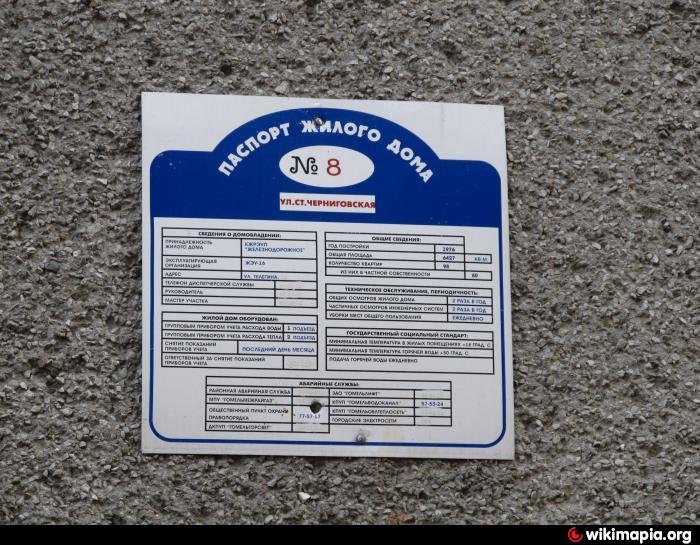 ПАСПОРТ ЖИЛОГО ДОМА
№ 8
УЛ.СТ.ЧЕРНИГОВСКАЯ
СВЕДЕНИЯ О ДОМОВЛАДЕНИИ:
ПРИНАДЛЕЖНОСТЬ ЖИЛОГО ДОМА КЖРЭУП "ЖЕЛЕЗНОДОРОЖНОЕ"
ЭКСПЛАТИРУЮЩАЯ ОРГАНИЗАЦИЯ ЖЭУ-16
АДРЕС УЛ. ТЕЛЕГИНА,
ТЕЛЕФОН ДИСПЕТЧЕРСКОЙ СЛУЖБЫ
РУКОВОДИТЕЛЬ
МАСТЕР УЧАСТКА
ЖИЛОЙ ДОМ ОБОРУДОВАН:
ГРУППОВЫМ ПРИБОРОМ УЧЕТА РАСХОДА ВОДЫ 1 ПОДЪЕЗД
ГРУППОВЫМ ПРИБОРОМ УЧЕТА РАСХОДА ТЕПЛА 2 ПОДЪЕЗД
СНЯТИЕ ПОКАЗАНИЙ ПРИБОРОВ УЧЕТА ПОСЛЕДНИЙ ДЕНЬ МЕСЯЦА
ОТВЕТСТВЕННЫЙ ЗА СНЯТИЕ ПОКАЗАНИЙ ПРИБОРОВ
ОБЩИЕ СВЕДЕНИЯ:
ГОД ПОСТРОЙКИ 1976
ОБЩАЯ ПЛОЩАДЬ 6427 КВ.М
КОЛИЧЕСТВО КВАРТИР 90
ИЗ НИХ В ЧАСТНОЙ СОБСТВЕННОСТИ 80
ТЕХНИЧЕСКОЕ ОБСЛУЖИВАНИЕ, ПЕРИОДИЧНОСТЬ:
ОБЩИХ ОСМОТРОВ ЖИЛОГО ДОМА 2 РАЗА В ГОД
ЧАСТИЧНЫХ ОСМОТРОВ ИНЖЕНЕРНЫХ СИСТЕМ 2 РАЗА В ГОД
УБОРКИ МЕСТ ОБЩЕГО ПОЛЬЗОВАНИЯ ЕЖЕДНЕВНО
ГОСУДАРСТВЕННЫЙ СОЦИАЛЬНЫЙ СТАНДАРТ:
МИНИМАЛЬНАЯ ТЕМПЕРАТУРА В ЖИЛЫХ ПОМЕЩЕНИЯХ +18 ГРАД. С
МИНИМАЛЬНАЯ ТЕМПЕРАТУРА ГОРЯЧЕЙ ВОДЫ +50 ГРАД. С
ПОДАЧА ГОРЯЧЕЙ ВОДЫ ЕЖЕДНЕВНО
АВАРИЙНЫЕ СЛУЖБЫ:
РАЙОННАЯ АВАРИЙНАЯ СЛУЖБА
МПУ "ГОМЕЛЬМЕЖРАЙГАЗ"
ОБЩЕСТВЕННЫЙ ПУНКТ ОХРАНЫ ПРАВОПОРЯДКА 77-57-17
ДКПУП "ГОМЕЛЬГОРСВЕТ"
ЗАО "ГОМЕЛЬЛИФТ"
КПУП "ГОМЕЛЬВОДОКАНАЛ" 57-55-24
КПУП "ГОМЕЛЬОБЛТЕПЛОСЕТЬ"
ГОРОДСКИЕ ЭЛЕКТРОСЕТИ
wikimapia.org